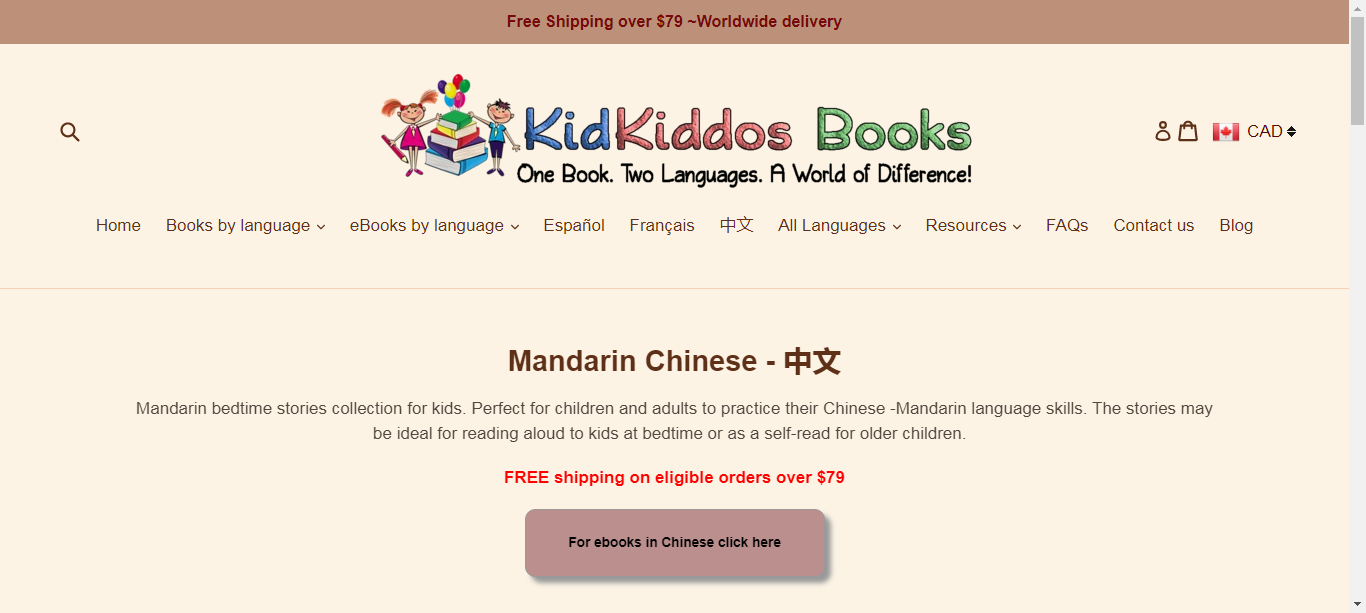 Free Shipping over $79 ~Worldwide delivery
KidKiddos Books
One Book. Two Languages. A World of Difference!
CAD
Home Books by language eBooks by language Español Français 中文 All Languages Resources FAQs Contact us Blog
Mandarin Chinese - 中文
Mandarin bedtime stories collection for kids. Perfect for children and adults to practice their Chinese -Mandarin language skills. The stories may
be ideal for reading aloud to kids at bedtime or as a self-read for older children.
FREE shipping on eligible orders over $79
For ebooks in Chinese click here